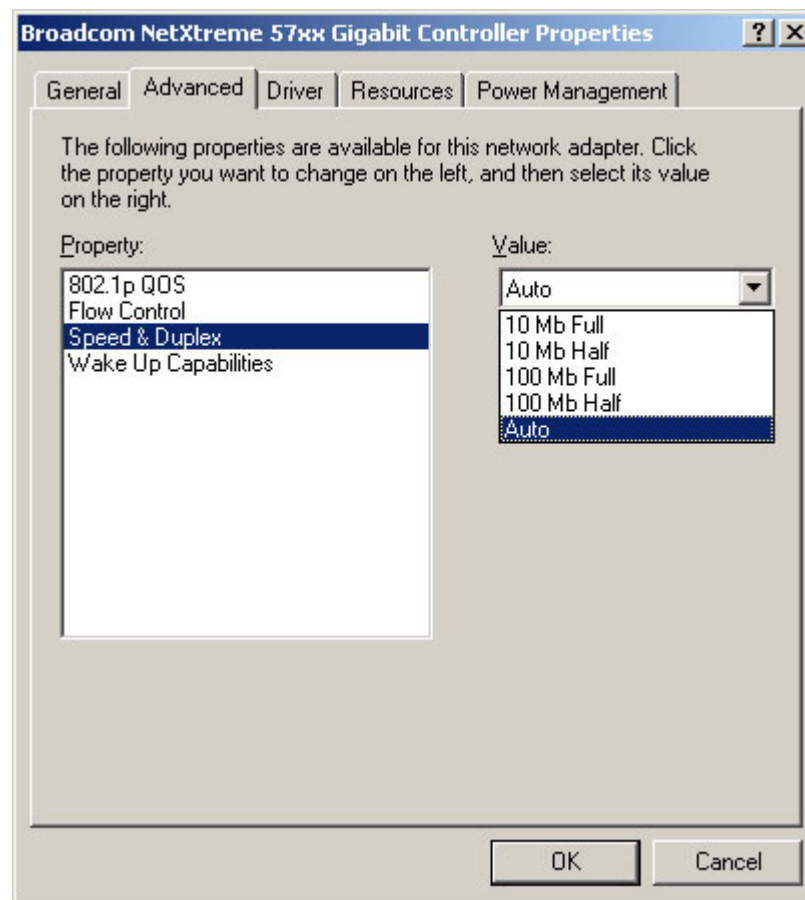 Broadcom NetXtreme 57xx Gigabit Controller Properties
General Advanced Driver Resources Power Management
The following properties are available for this network adapter. Click
the property you want to change on the left, and then select its value
on the right.
Property:
802.1p QOS
Flow Control
Speed & Duplex
Wake Up Capabilities
Value:
Auto
10 Mb Full
10 Mb Half
100 Mb Full
100 Mb Half
Auto
OK Cancel